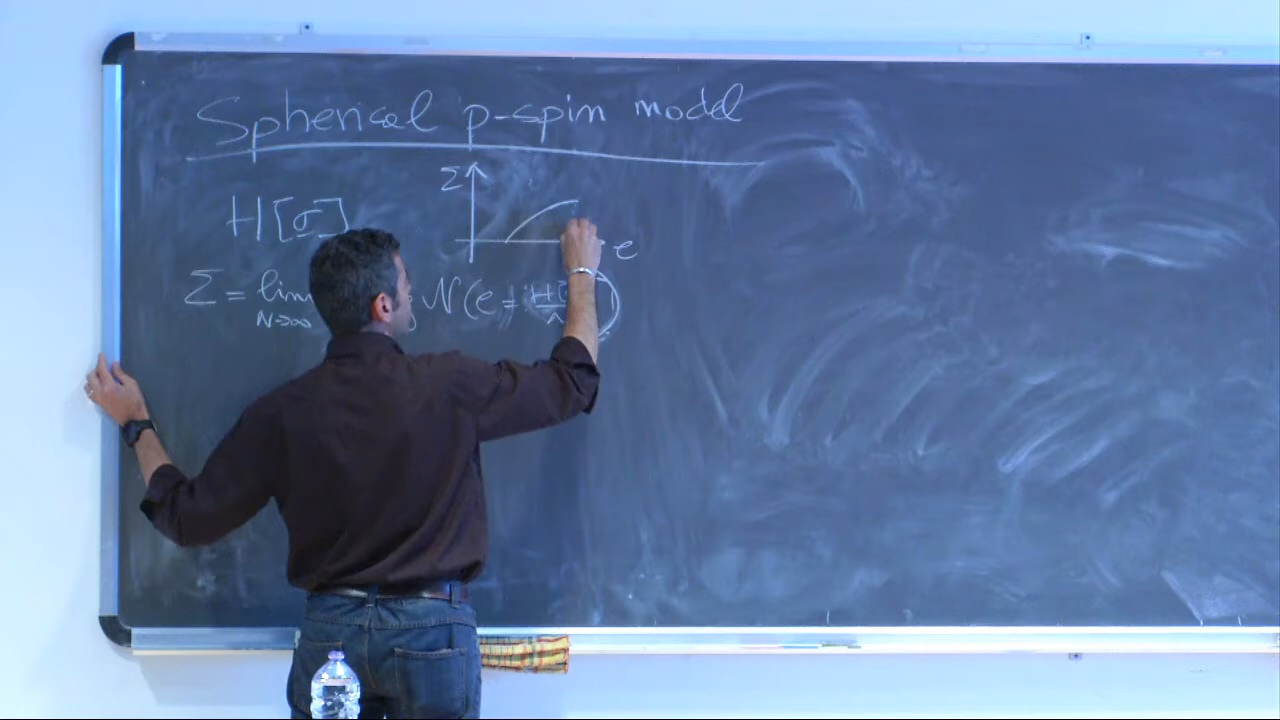 Spherical p-spin model
Σ
H[σ]
e
Σ = lim N(e = H
N→∞